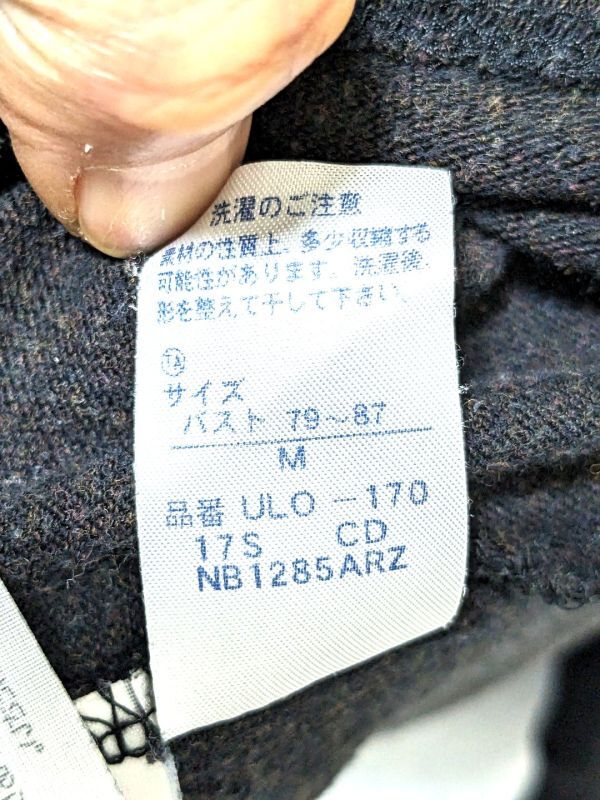 洗濯のご注意
素材の性質上、多少収縮する
可能性があります。洗濯後、
形を整えて干して下さい。
TA
サイズ
バスト 79～87
M
品番 ULO -170
17S CD
NB1285ARZ